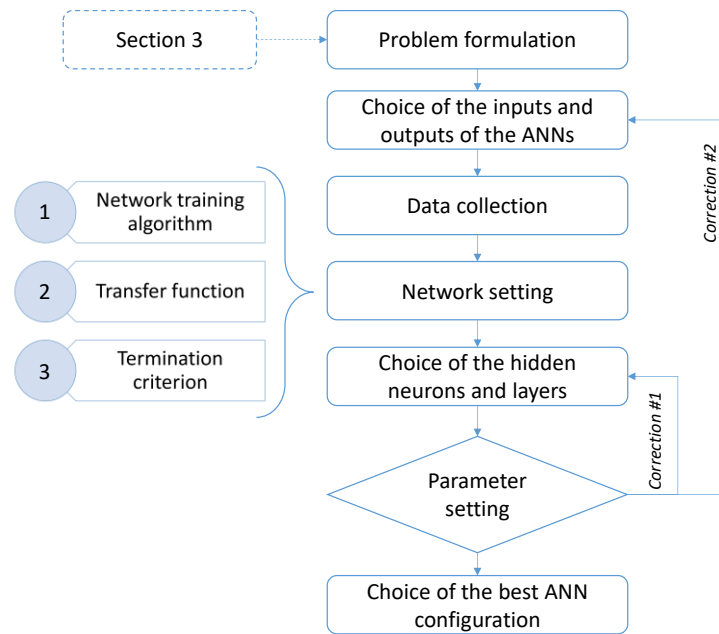 Section 3
Problem formulation
Choice of the inputs and
outputs of the ANNs
Correction #2
Data collection
1
Network training
algorithm
2
Transfer function
3
Termination
criterion
Network setting
Choice of the hidden
neurons and layers
Correction #1
Parameter
setting
Choice of the best ANN
configuration